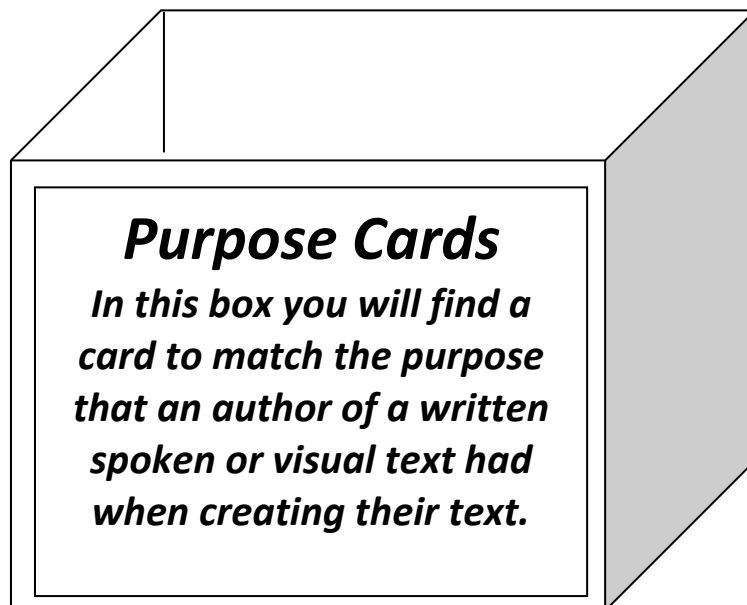 Purpose Cards
In this box you will find a
card to match the purpose
that an author of a written
spoken or visual text had
when creating their text.